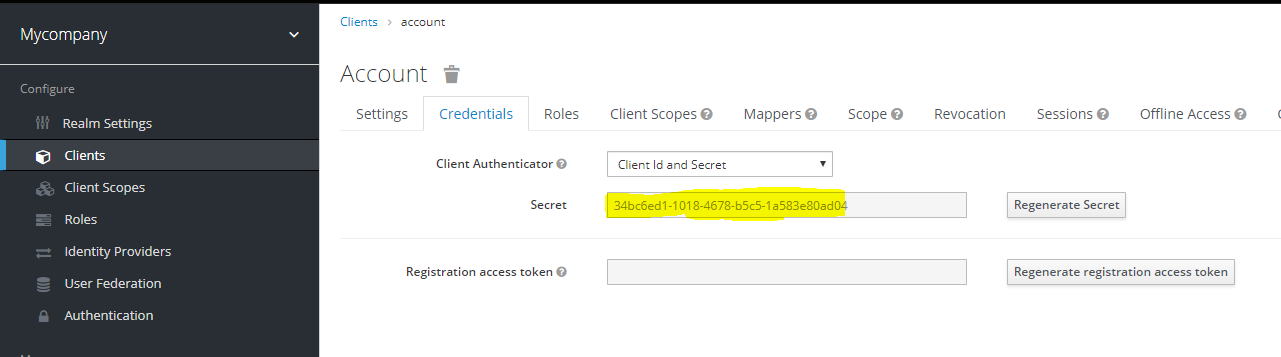 Mycompany
Configure
Realm Settings
Clients
Client Scopes
Roles
Identity Providers
User Federation
Authentication
Clients > account
Account
Settings Credentials Roles Client Scopes Mappers Scope Revocation Sessions Offline Access
Client Authenticator Client Id and Secret
Secret 34bc6ed1-1018-4678-b5c5-1a583e80ad04 Regenerate Secret
Registration access token Regenerate registration access token